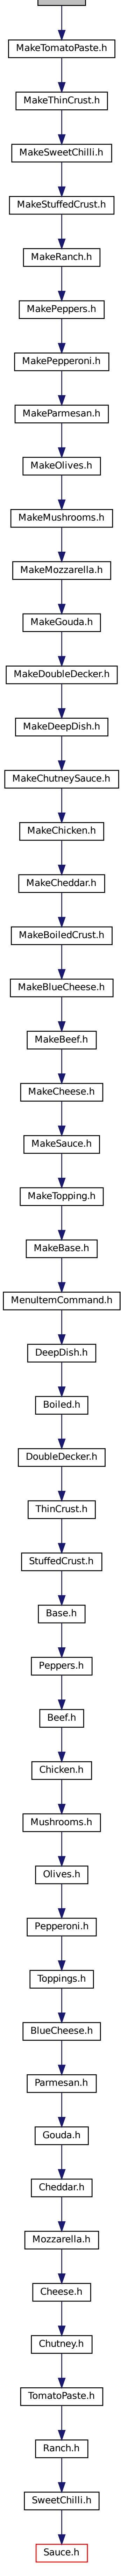 MakeTomatoPaste.h
MakeThinCrust.h
MakeSweetChilli.h
MakeStuffedCrust.h
MakeRanch.h
MakePeppers.h
MakePepperoni.h
MakeParmesan.h
MakeOlives.h
MakeMushrooms.h
MakeMozzarella.h
MakeGouda.h
MakeDoubleDecker.h
MakeDeepDish.h
MakeChutneySauce.h
MakeChicken.h
MakeCheddar.h
MakeBoiledCrust.h
MakeBlueCheese.h
MakeBeef.h
MakeCheese.h
MakeSauce.h
MakeTopping.h
MakeBase.h
MenuItemCommand.h
DeepDish.h
Boiled.h
DoubleDecker.h
ThinCrust.h
StuffedCrust.h
Base.h
Peppers.h
Beef.h
Chicken.h
Mushrooms.h
Olives.h
Pepperoni.h
Toppings.h
BlueCheese.h
Parmesan.h
Gouda.h
Cheddar.h
Mozzarella.h
Cheese.h
Chutney.h
TomatoPaste.h
Ranch.h
SweetChilli.h
Sauce.h